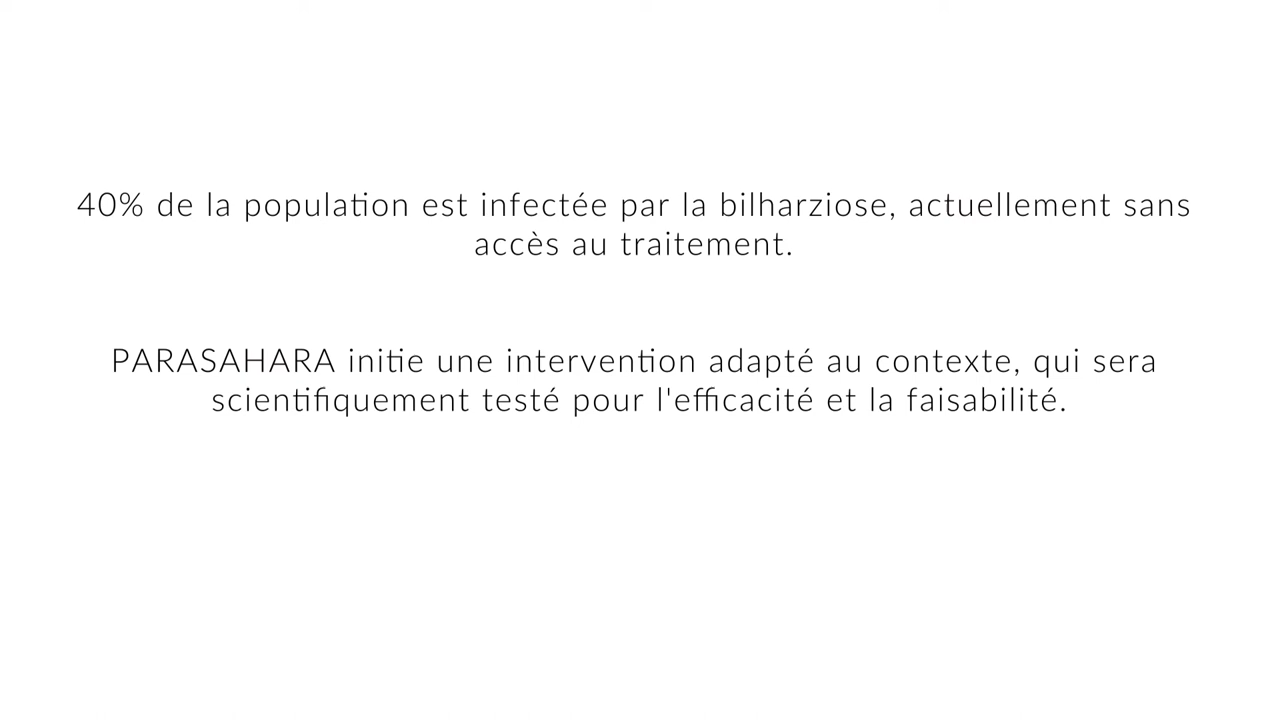 40% de la population est infectée par la bilharziose, actuellement sans
accès au traitement.
PARASAHARA initie une intervention adapté au contexte, qui sera
scientifiquement testé pour l'efficacité et la faisabilité.